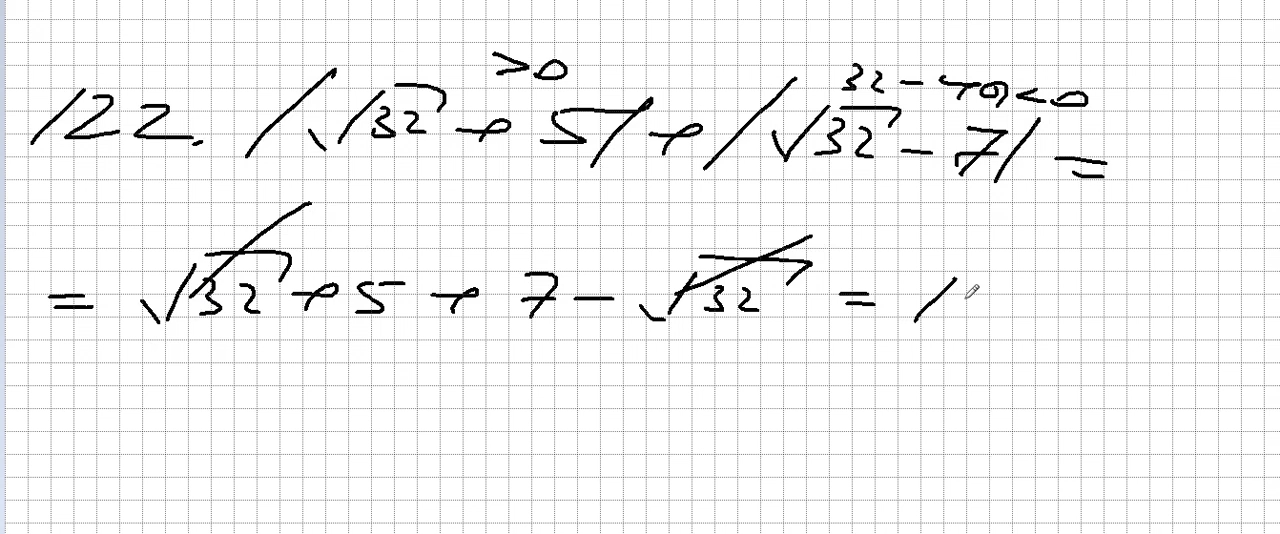 >0 32 - 49 < 0
122. |√32 + 5| + |√32 - 7| =
= √32 + 5 + 7 - √32 = 1